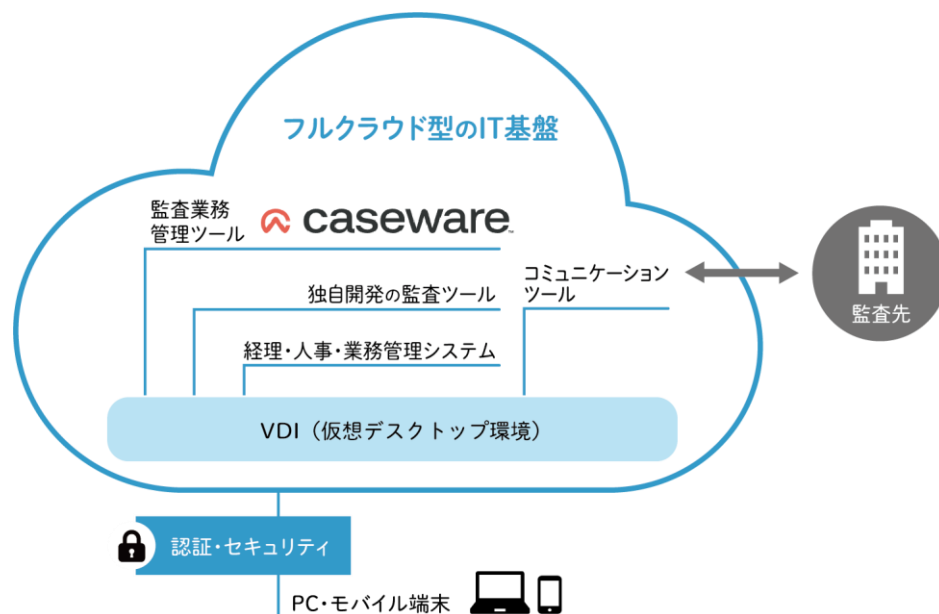 フルクラウド型のIT基盤
監査業務
管理ツール
caseware™
コミュニケーション
ツール
独自開発の監査ツール
監査先
経理・人事・業務管理システム
VDI（仮想デスクトップ環境）
認証・セキュリティ
PC・モバイル端末